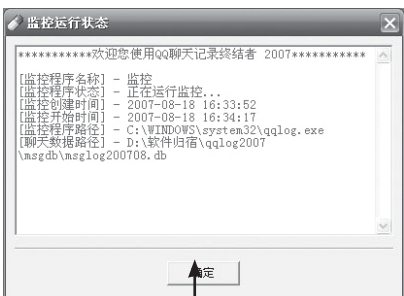 监控运行状态
***********欢迎您使用QQ聊天记录终结者 2007***********
[监控程序名称] - 监控
[监控程序状态] - 正在运行监控...
[监控创建时间] - 2007-08-18 16:33:52
[监控开始时间] - 2007-08-18 16:34:17
[监控程序路径] - C:\WINDOWS\system32\qqlog.exe
[聊天数据路径] - D:\软件归宿\qqlog2007
\msgdb\msglog200708.db
确定